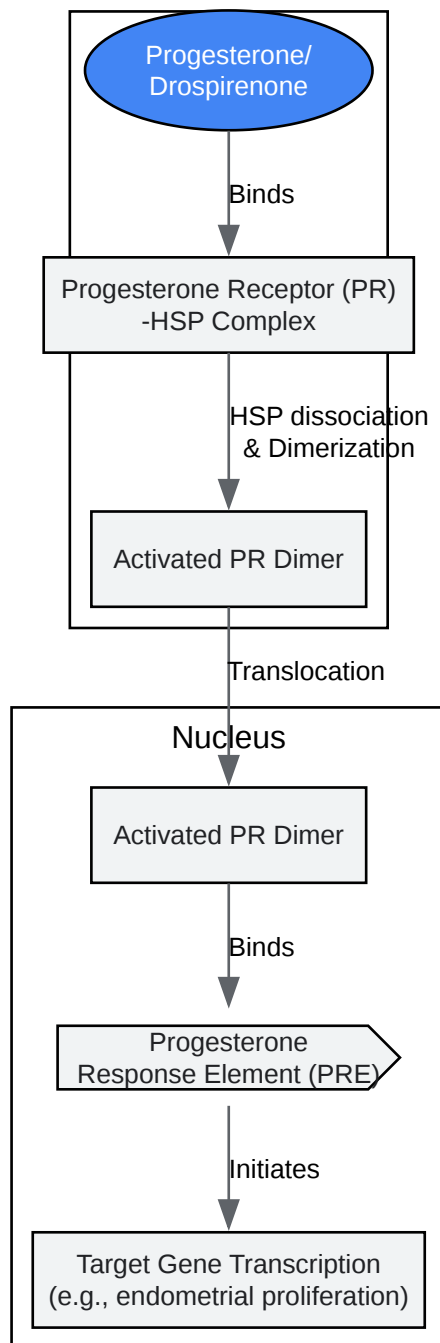 Progesterone/
Drospirenone
Binds
Progesterone Receptor (PR)
-HSP Complex
HSP dissociation
& Dimerization
Activated PR Dimer
Translocation
Nucleus
Activated PR Dimer
Binds
Progesterone
Response Element (PRE)
Initiates
Target Gene Transcription
(e.g., endometrial proliferation)